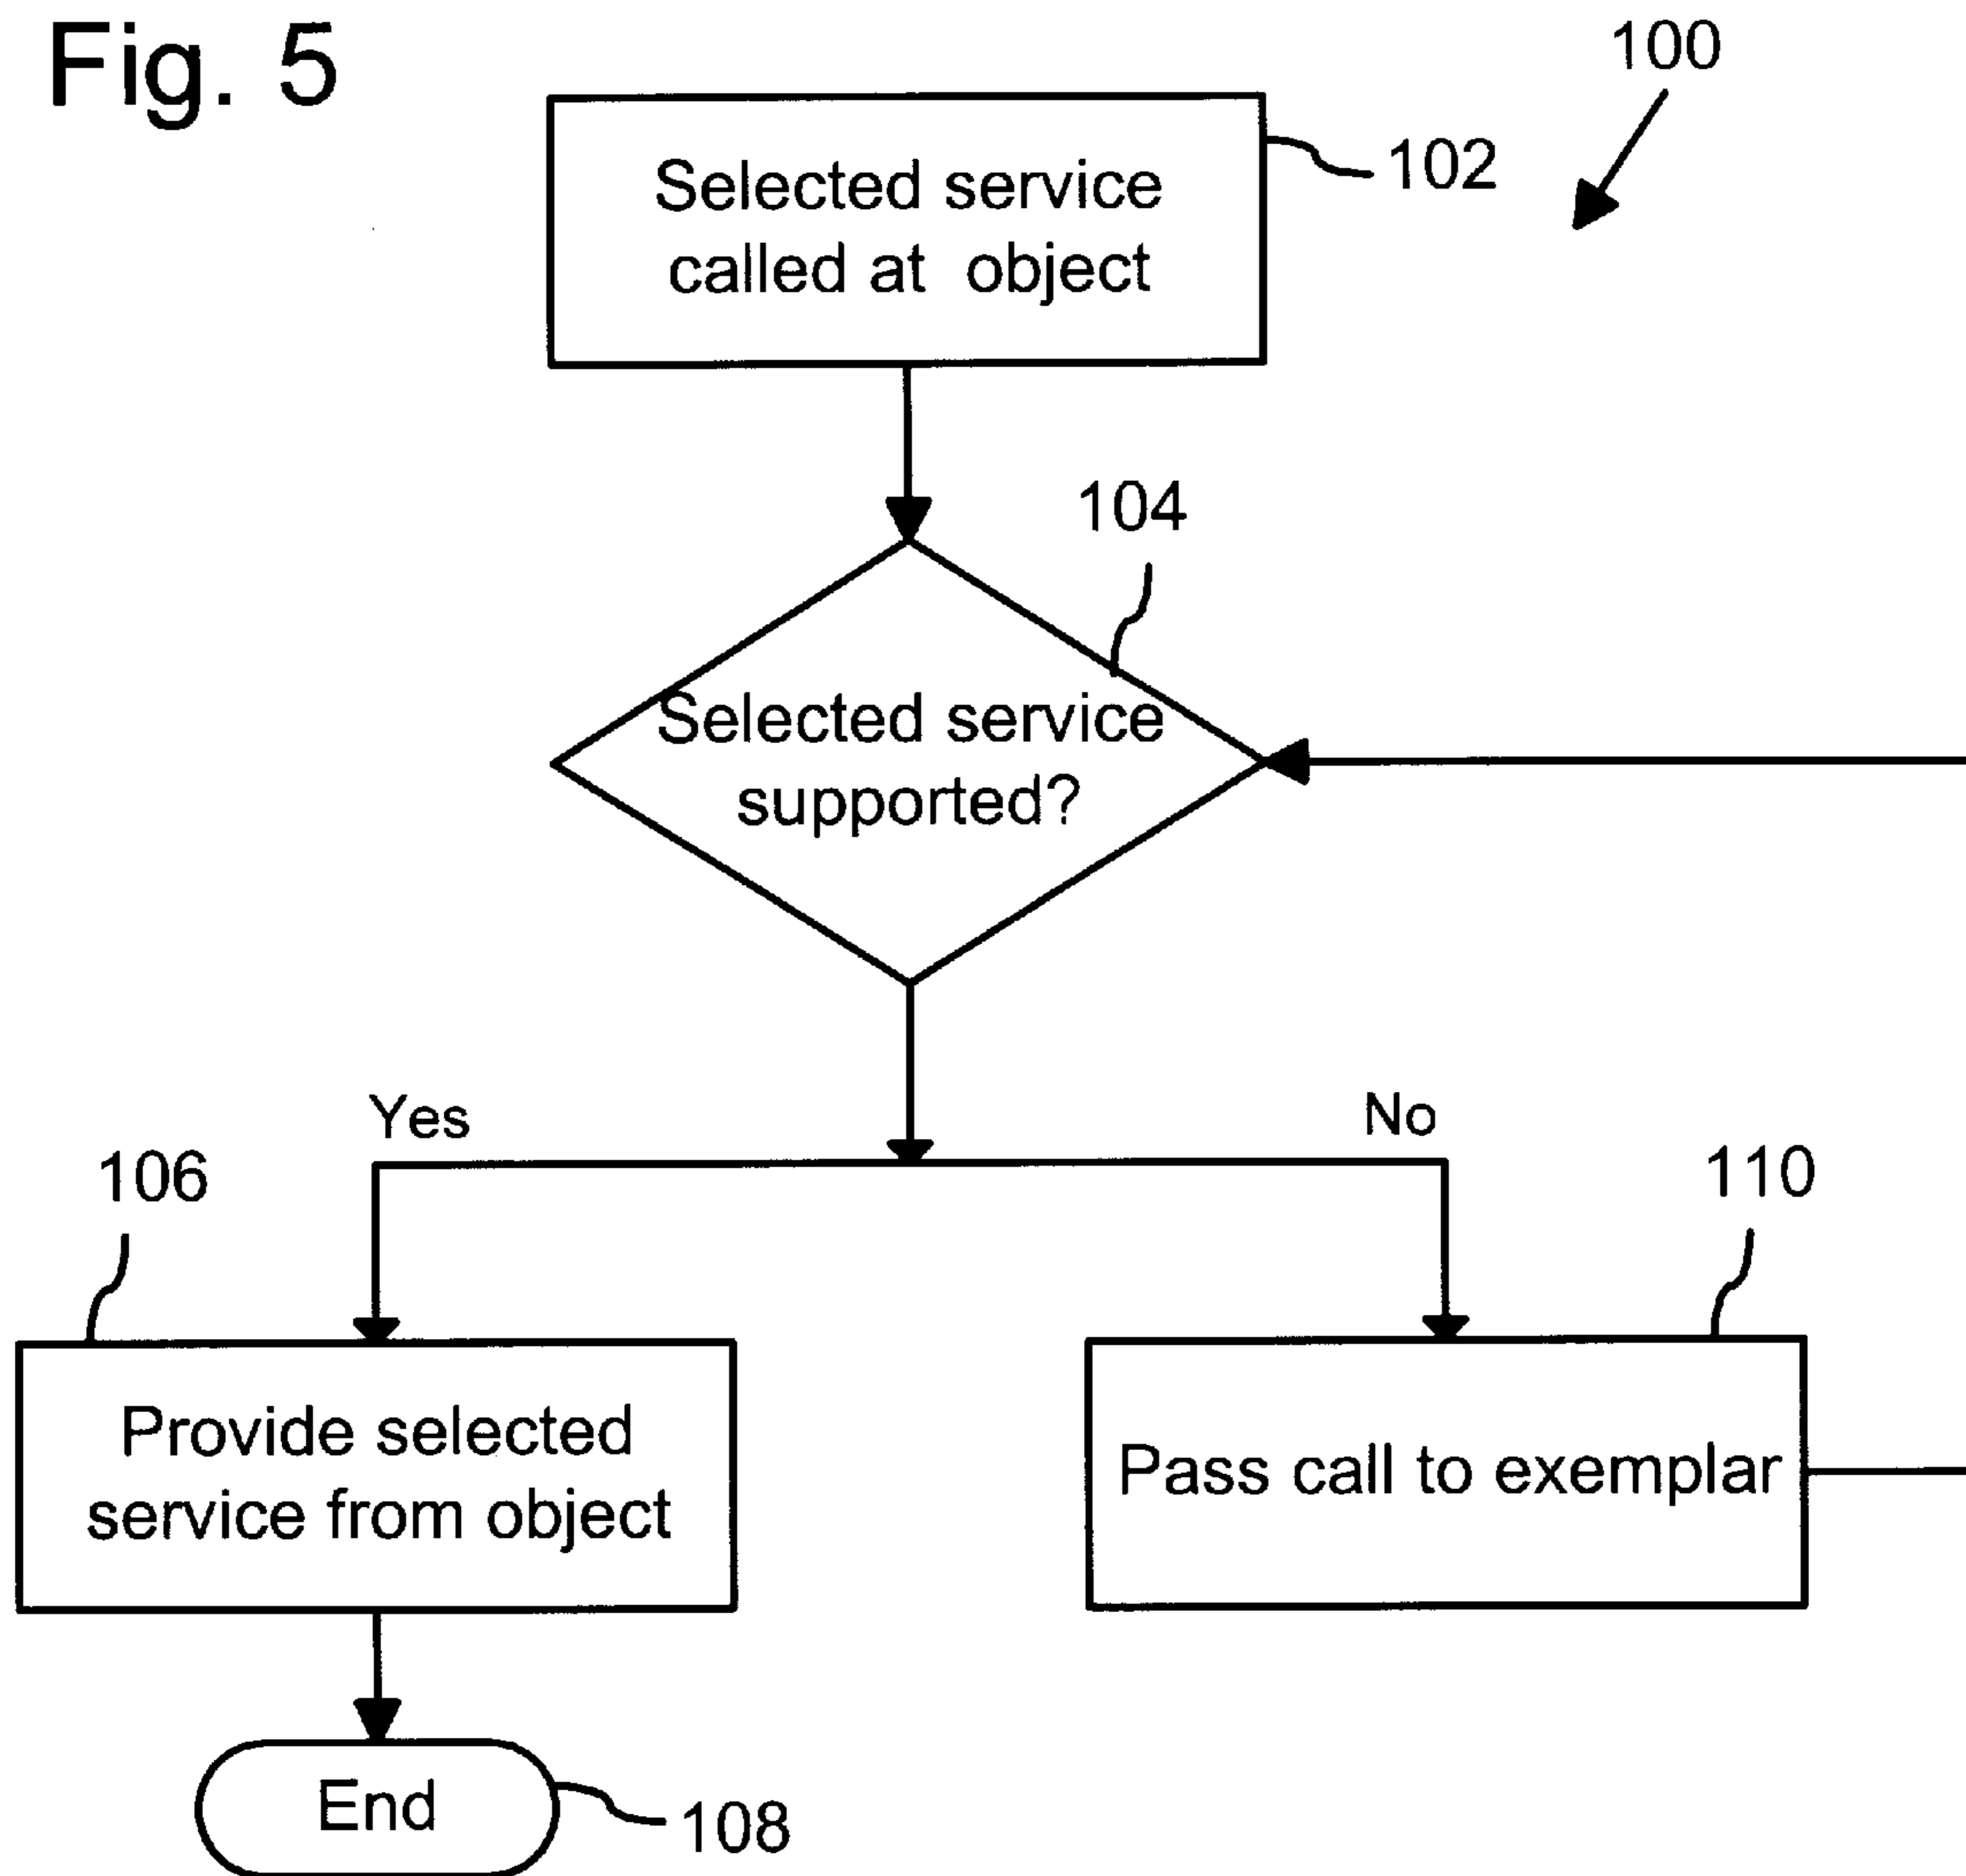 Fig. 5
100
Selected service
called at object
102
104
Selected service
supported?
Yes
No
106
110
Provide selected
service from object
Pass call to exemplar
End
108